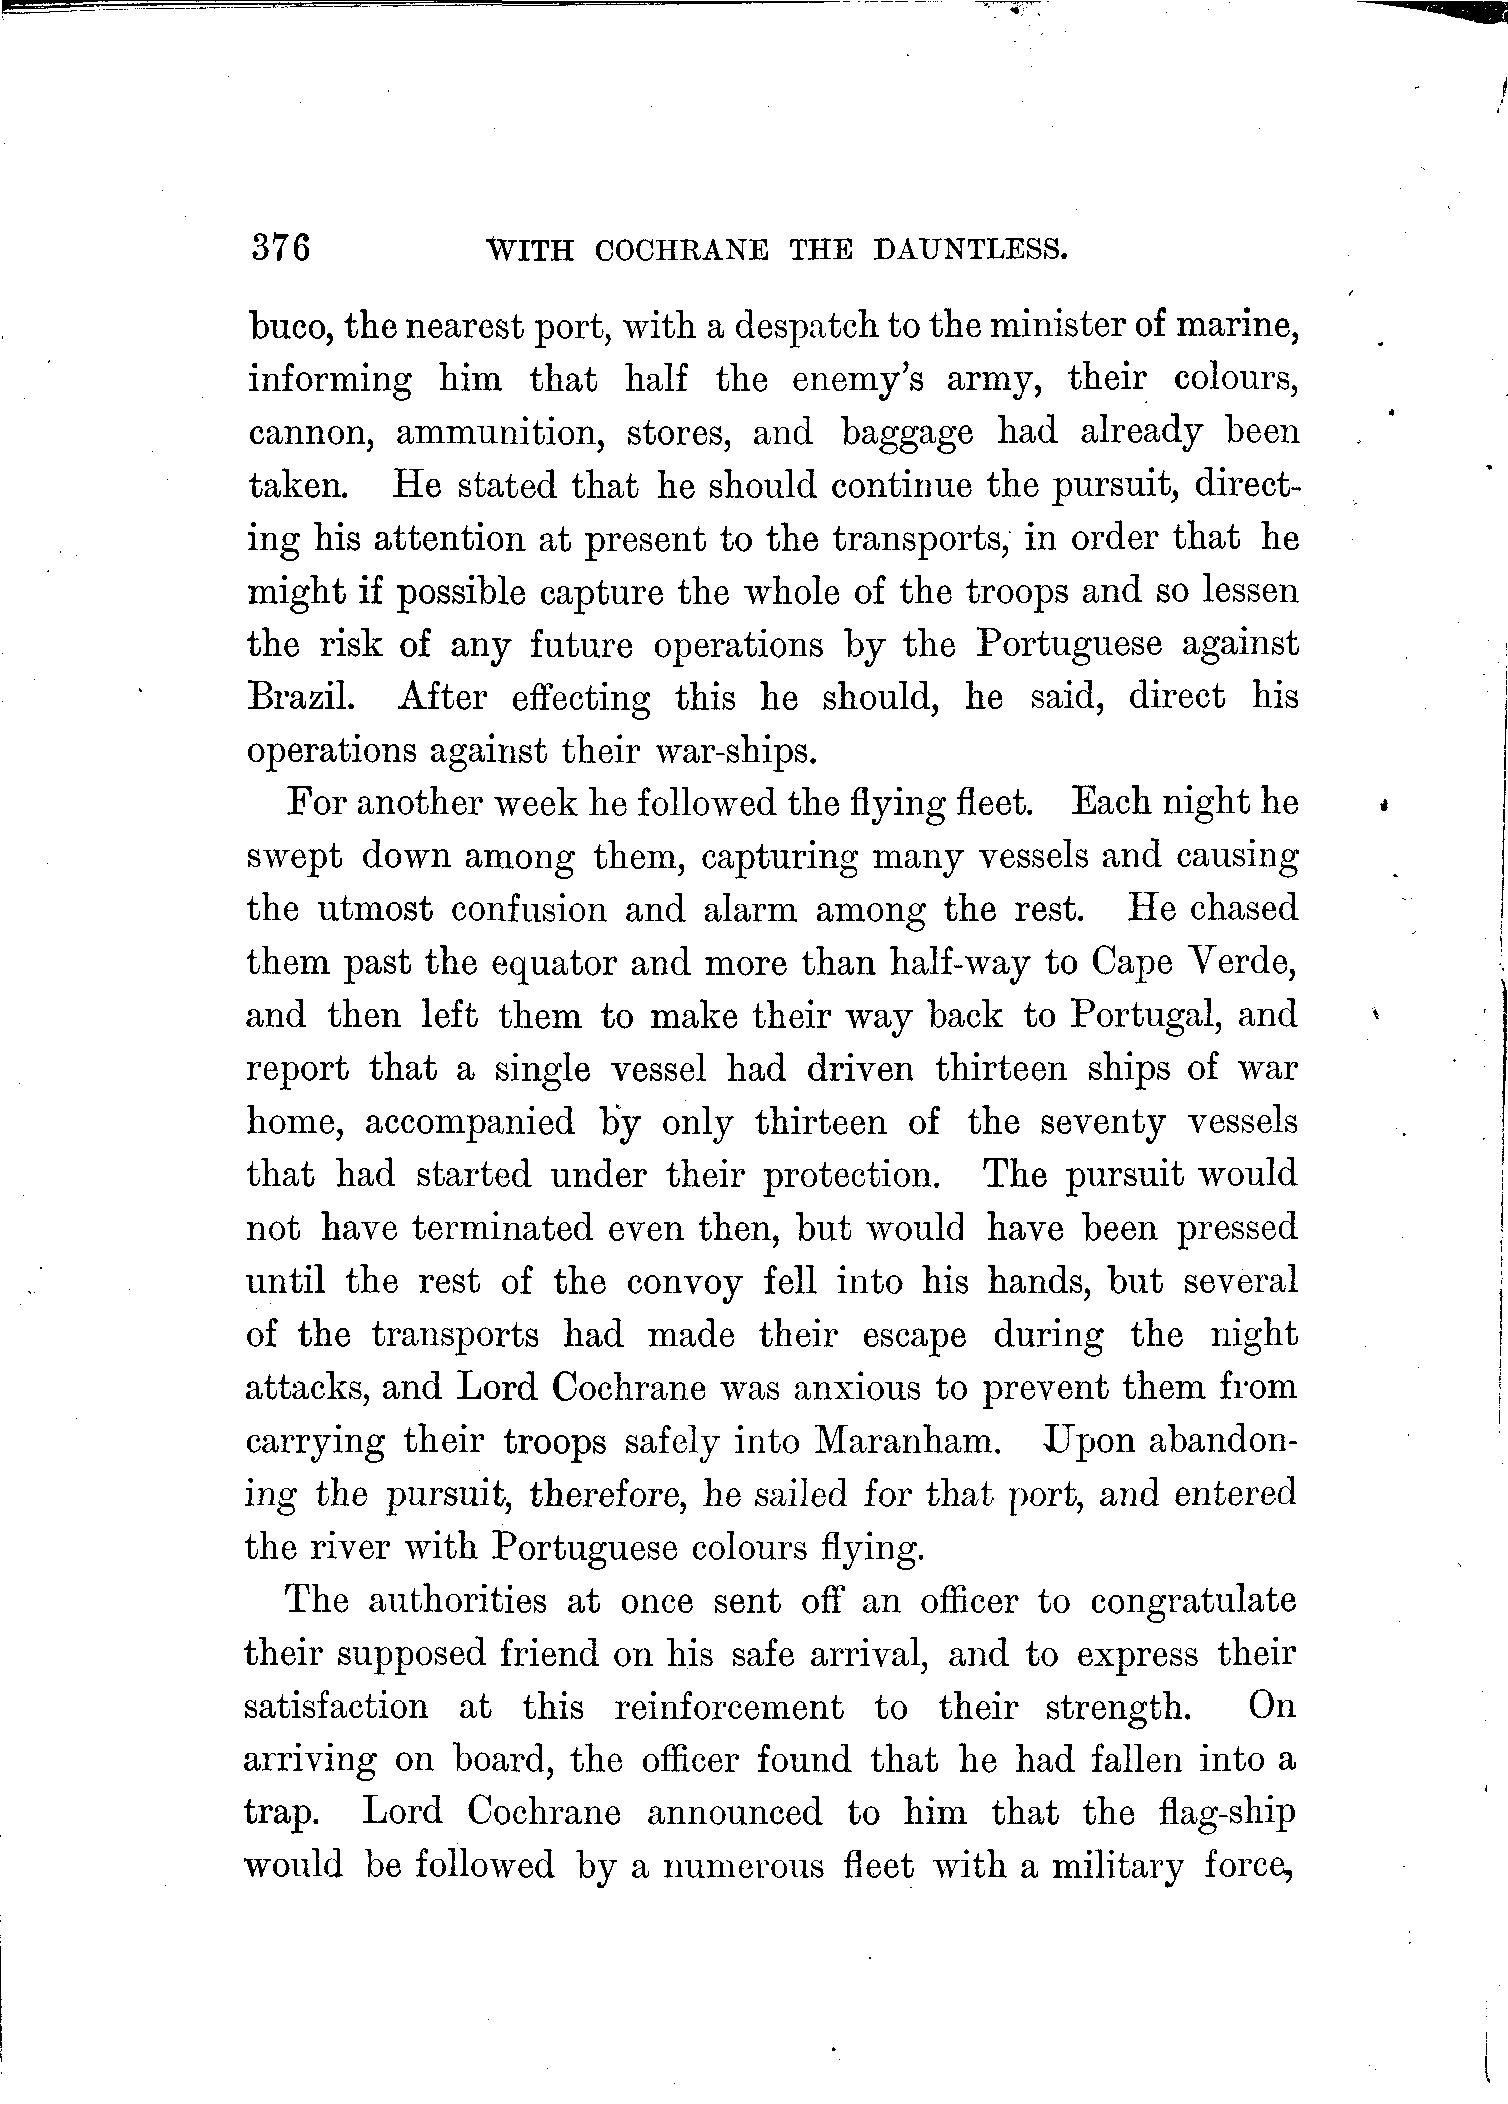 376 WITH COCHRANE THE DAUNTLESS.
buco, the nearest port, with a despatch to the minister of marine,
informing him that half the enemy's army, their colours,
cannon, ammunition, stores, and baggage had already been
taken. He stated that he should continue the pursuit, direct-
ing his attention at present to the transports, in order that he
might if possible capture the whole of the troops and so lessen
the risk of any future operations by the Portuguese against
Brazil. After effecting this he should, he said, direct his
operations against their war-ships.
For another week he followed the flying fleet. Each night he
swept down among them, capturing many vessels and causing
the utmost confusion and alarm among the rest. He chased
them past the equator and more than half-way to Cape Verde,
and then left them to make their way back to Portugal, and
report that a single vessel had driven thirteen ships of war
home, accompanied by only thirteen of the seventy vessels
that had started under their protection. The pursuit would
not have terminated even then, but would have been pressed
until the rest of the convoy fell into his hands, but several
of the transports had made their escape during the night
attacks, and Lord Cochrane was anxious to prevent them from
carrying their troops safely into Maranham. Upon abandon-
ing the pursuit, therefore, he sailed for that port, and entered
the river with Portuguese colours flying.
The authorities at once sent off an officer to congratulate
their supposed friend on his safe arrival, and to express their
satisfaction at this reinforcement to their strength. On
arriving on board, the officer found that he had fallen into a
trap. Lord Cochrane announced to him that the flag-ship
would be followed by a numerous fleet with a military force,